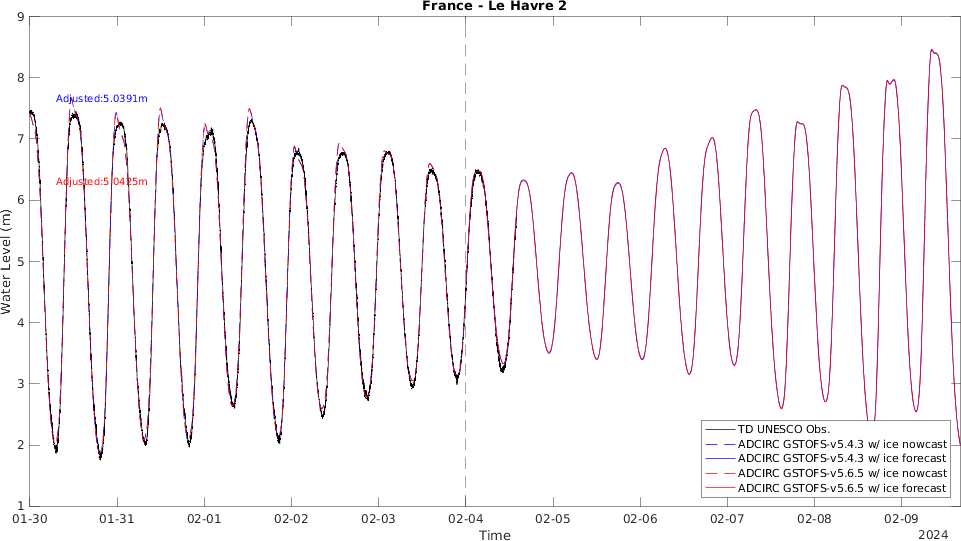 France - Le Havre 2
9
8
7
6
5
4
3
2
1
Water Level (m)
Adjusted:5.0391m
Adjusted:5.0425m
TD UNESCO Obs.
ADCIRC GSTOFS-v5.4.3 w/ ice nowcast
ADCIRC GSTOFS-v5.4.3 w/ ice forecast
ADCIRC GSTOFS-v5.6.5 w/ ice nowcast
ADCIRC GSTOFS-v5.6.5 w/ ice forecast
01-30 01-31 02-01 02-02 02-03 02-04 02-05 02-06 02-07 02-08 02-09
Time
2024